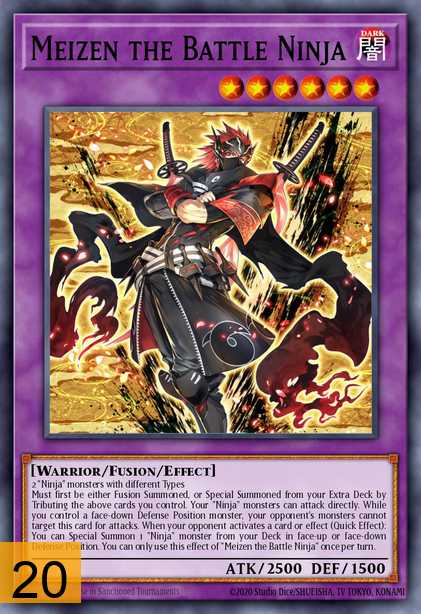 MEIZEN THE BATTLE NINJA
DARK
闇
[WARRIOR/FUSION/EFFECT]
2 "Ninja" monsters with different Types
Must first be either Fusion Summoned, or Special Summoned from your Extra Deck by
Tributing the above cards you control. Your "Ninja" monsters can attack directly. While
you control a face-down Defense Position monster, your opponent's monsters cannot
target this card for attacks. When your opponent activates a card or effect (Quick Effect):
You can Special Summon 1 "Ninja" monster from your Deck in face-up or face-down
Defense Position. You can only use this effect of "Meizen the Battle Ninja" once per turn.
ATK/2500 DEF/1500
20
Use in Sanctioned Tournaments
©2020 Studio Dice/SHUEISHA, TV TOKYO, KONAMI